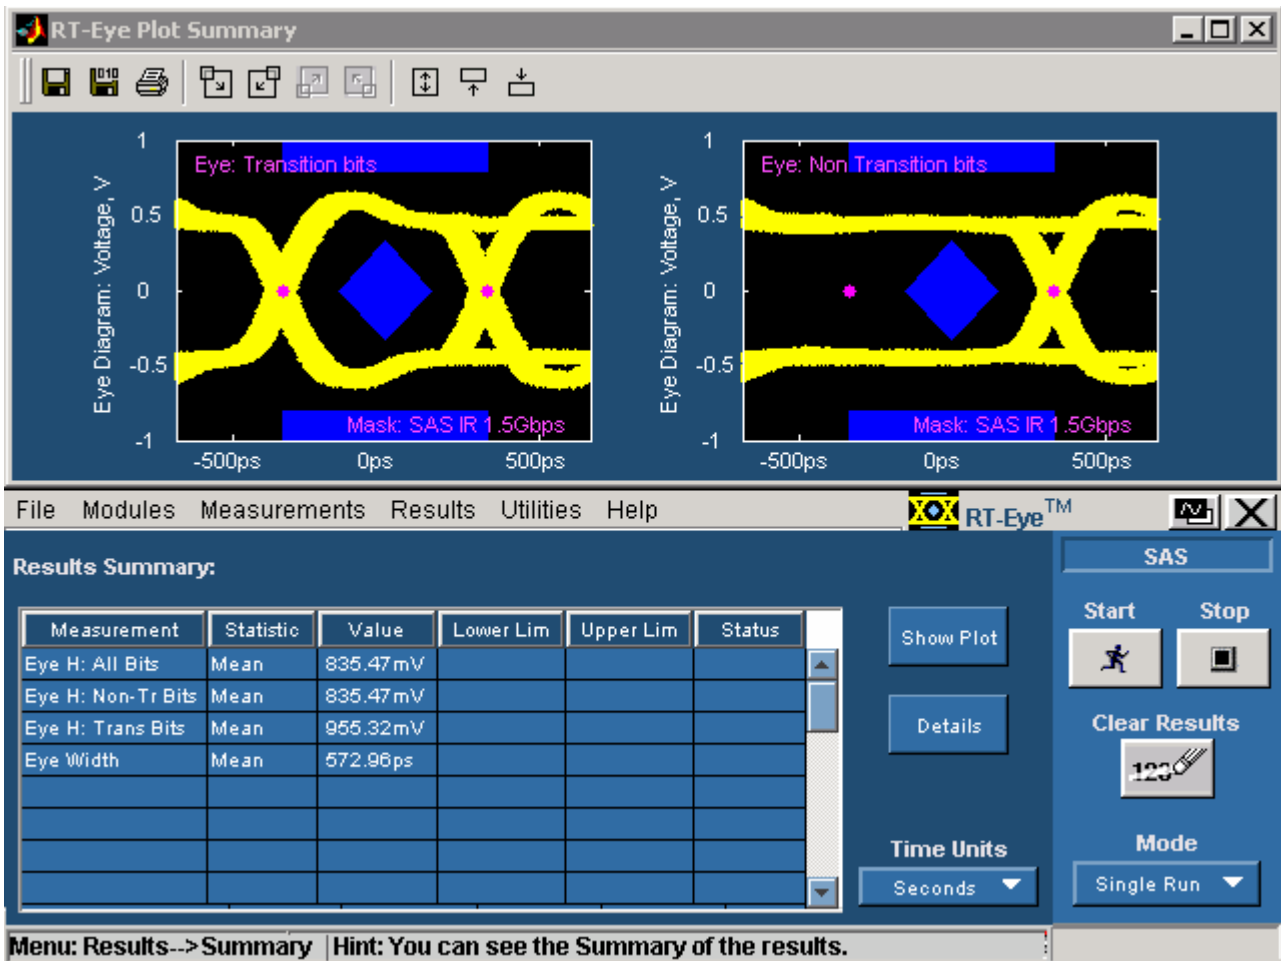 RT-Eye Plot Summary
010
Eye: Transition bits
Mask: SAS IR 1.5Gbps
Eye Diagram: Voltage, V
1
0.5
0
-0.5
-1
-500ps 0ps 500ps
Eye: Non Transition bits
Mask: SAS IR 1.5Gbps
Eye Diagram: Voltage, V
1
0.5
0
-0.5
-1
-500ps 0ps 500ps
File Modules Measurements Results Utilities Help
RT-Eye™
Results Summary:
Measurement Statistic Value Lower Lim Upper Lim Status
Eye H: All Bits Mean 835.47mV
Eye H: Non-Tr Bits Mean 835.47mV
Eye H: Trans Bits Mean 955.32mV
Eye Width Mean 572.96ps
Show Plot
Details
Time Units
Seconds
SAS
Start Stop
Clear Results
123
Mode
Single Run
Menu: Results-->Summary Hint: You can see the Summary of the results.